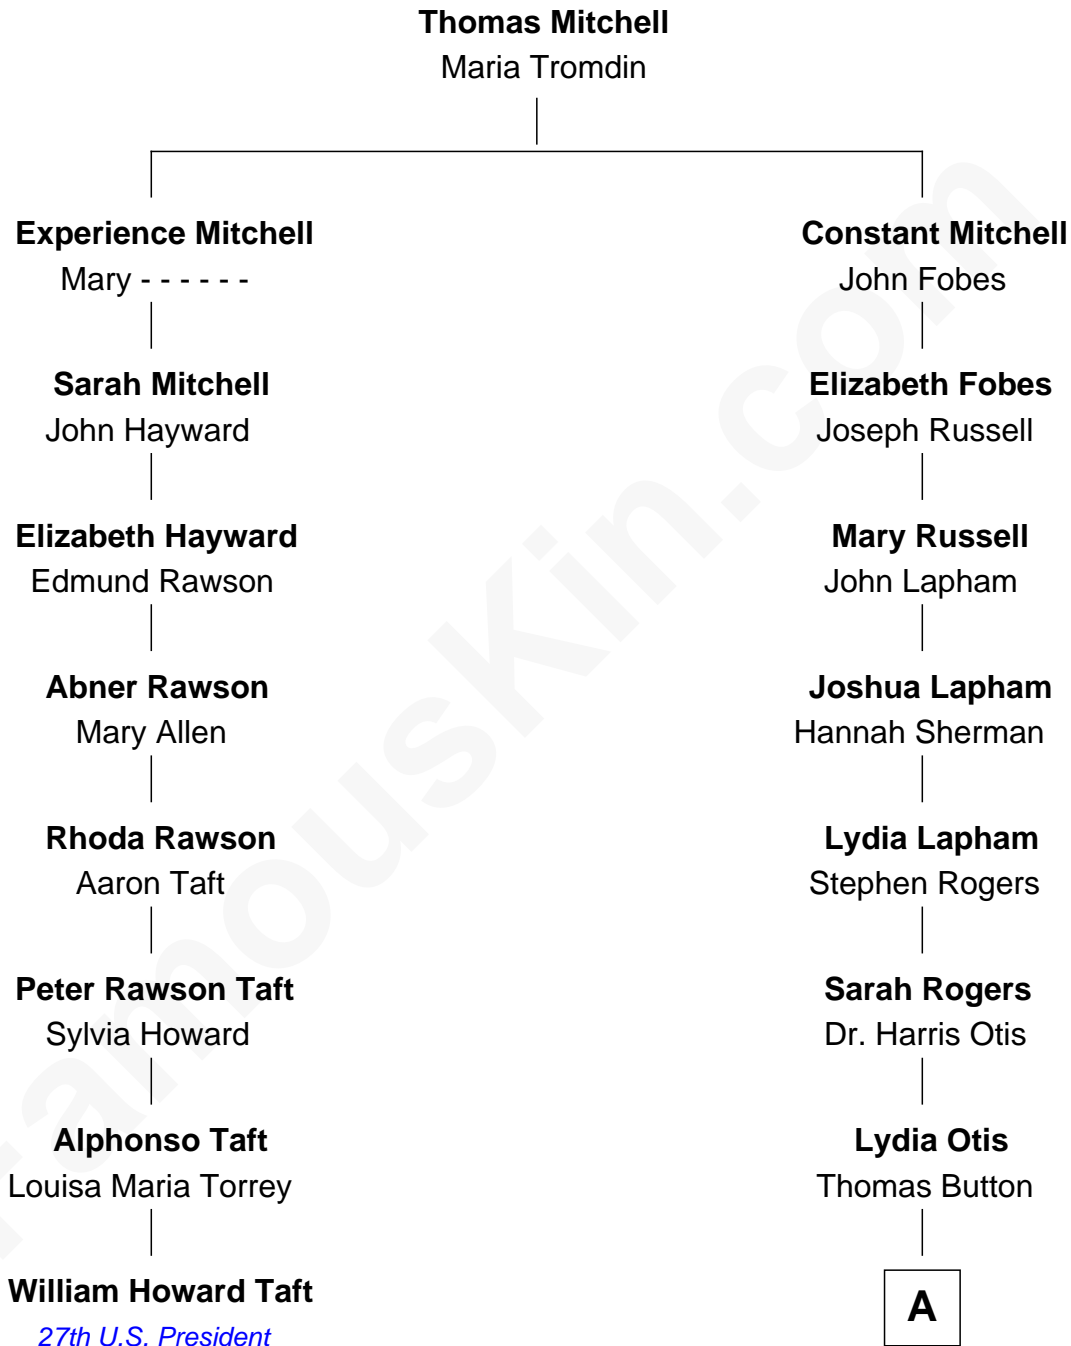 Thomas Mitchell
Maria Tromdin
Experience Mitchell
Mary - - - - - -
Constant Mitchell
John Fobes
Sarah Mitchell
John Hayward
Elizabeth Fobes
Joseph Russell
Elizabeth Hayward
Edmund Rawson
Mary Russell
John Lapham
Abner Rawson
Mary Allen
Joshua Lapham
Hannah Sherman
Rhoda Rawson
Aaron Taft
Lydia Lapham
Stephen Rogers
Peter Rawson Taft
Sylvia Howard
Sarah Rogers
Dr. Harris Otis
Alphonso Taft
Louisa Maria Torrey
Lydia Otis
Thomas Button
William Howard Taft
27th U.S. President
A
FamousKin.com